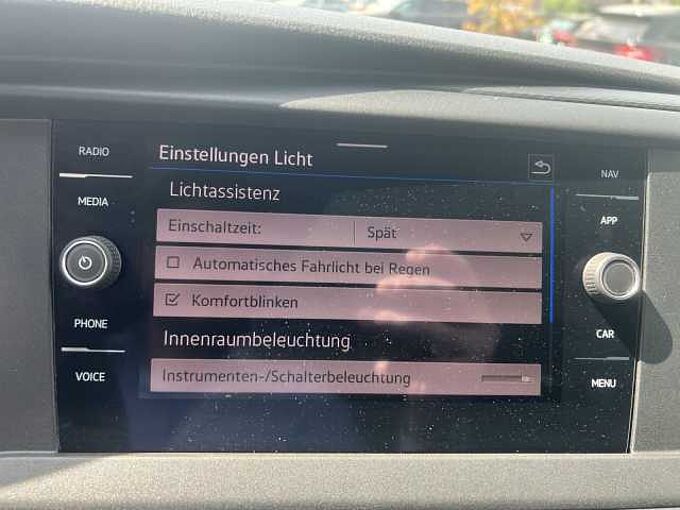 RADIO
MEDIA
PHONE
VOICE
Einstellungen Licht
Lichtassistenz
Einschaltzeit: Spät
Automatisches Fahrlicht bei Regen
Komfortblinken
Innenraumbeleuchtung
Instrumenten-/Schalterbeleuchtung
NAV
APP
CAR
MENU